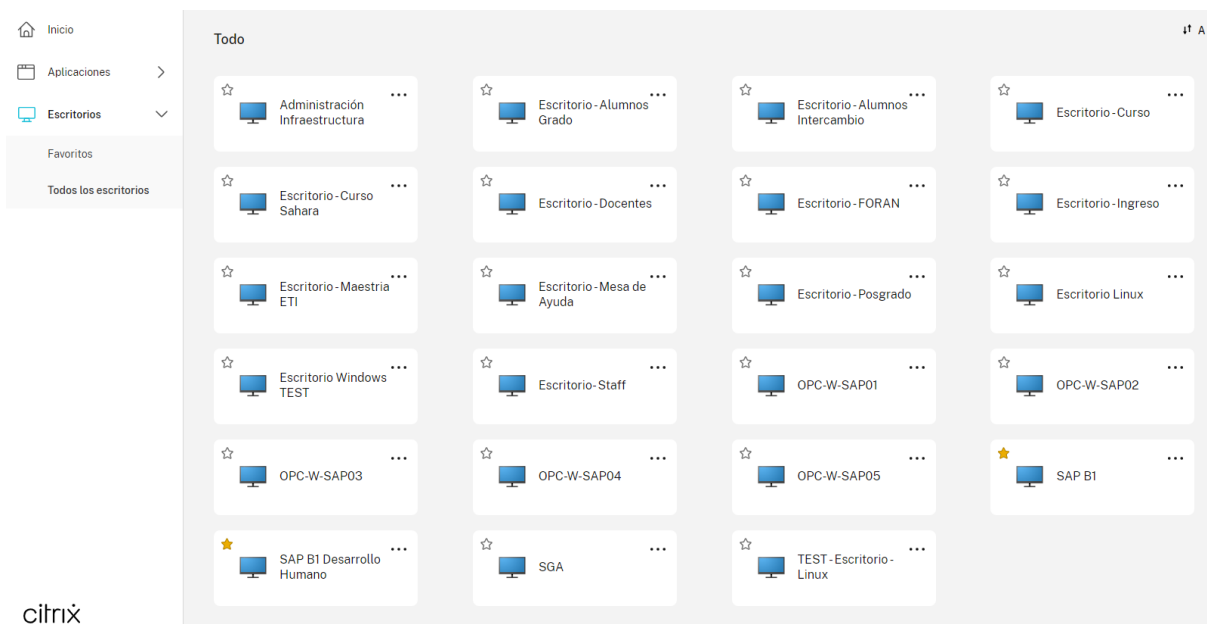 Inicio
Aplicaciones
Escritorios
Favoritos
Todos los escritorios
citrix
Todo
A
Administración
Infraestructura
Escritorio - Alumnos
Grado
Escritorio - Alumnos
Intercambio
Escritorio - Curso
Escritorio - Curso
Sahara
Escritorio - Docentes
Escritorio - FORAN
Escritorio - Ingreso
Escritorio - Maestria
ETI
Escritorio - Mesa de
Ayuda
Escritorio - Posgrado
Escritorio Linux
Escritorio Windows
TEST
Escritorio- Staff
OPC-W-SAP01
OPC-W-SAP02
OPC-W-SAP03
OPC-W-SAP04
OPC-W-SAP05
SAP B1
SAP B1 Desarrollo
Humano
SGA
TEST - Escritorio -
Linux